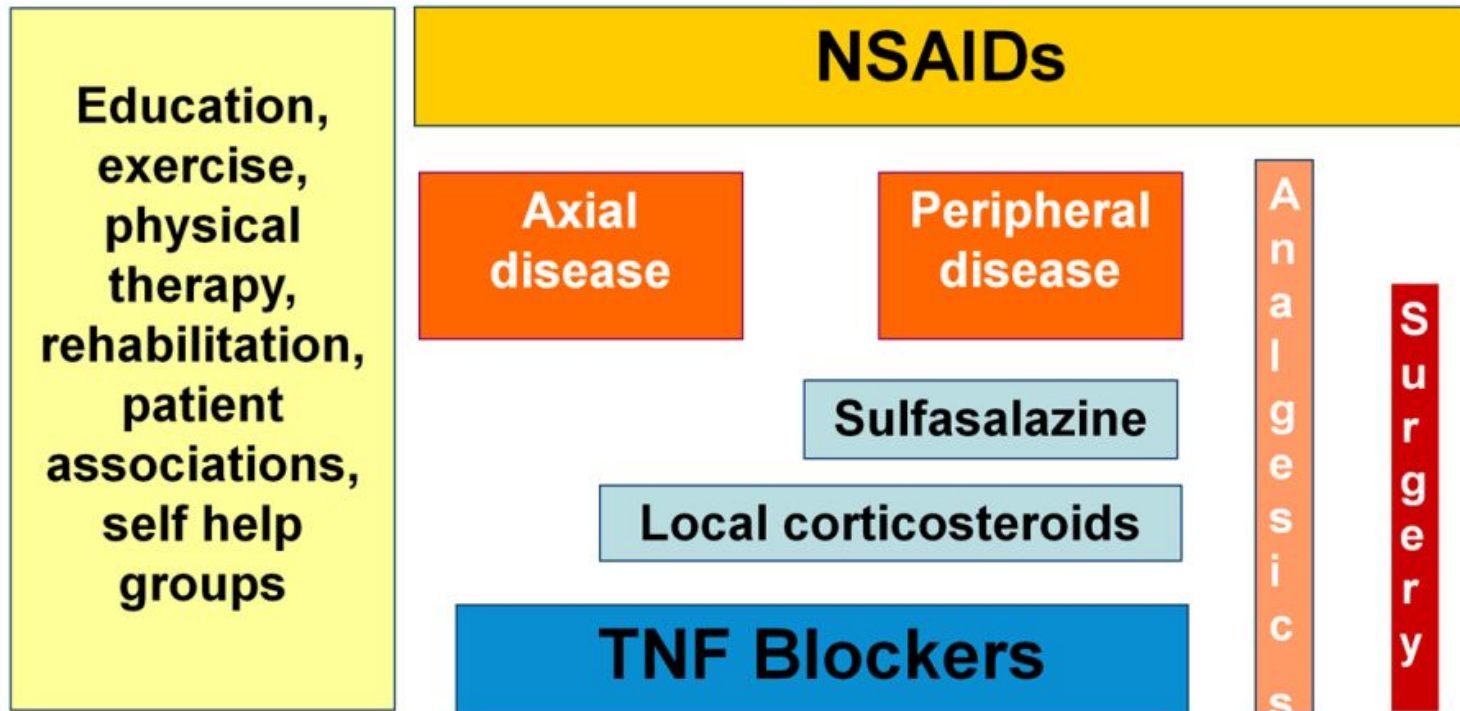 Education,
exercise,
physical
therapy,
rehabilitation,
patient
associations,
self help
groups
NSAIDs
Axial
disease
Peripheral
disease
Sulfasalazine
Local corticosteroids
TNF Blockers
Analgesics
Surgery